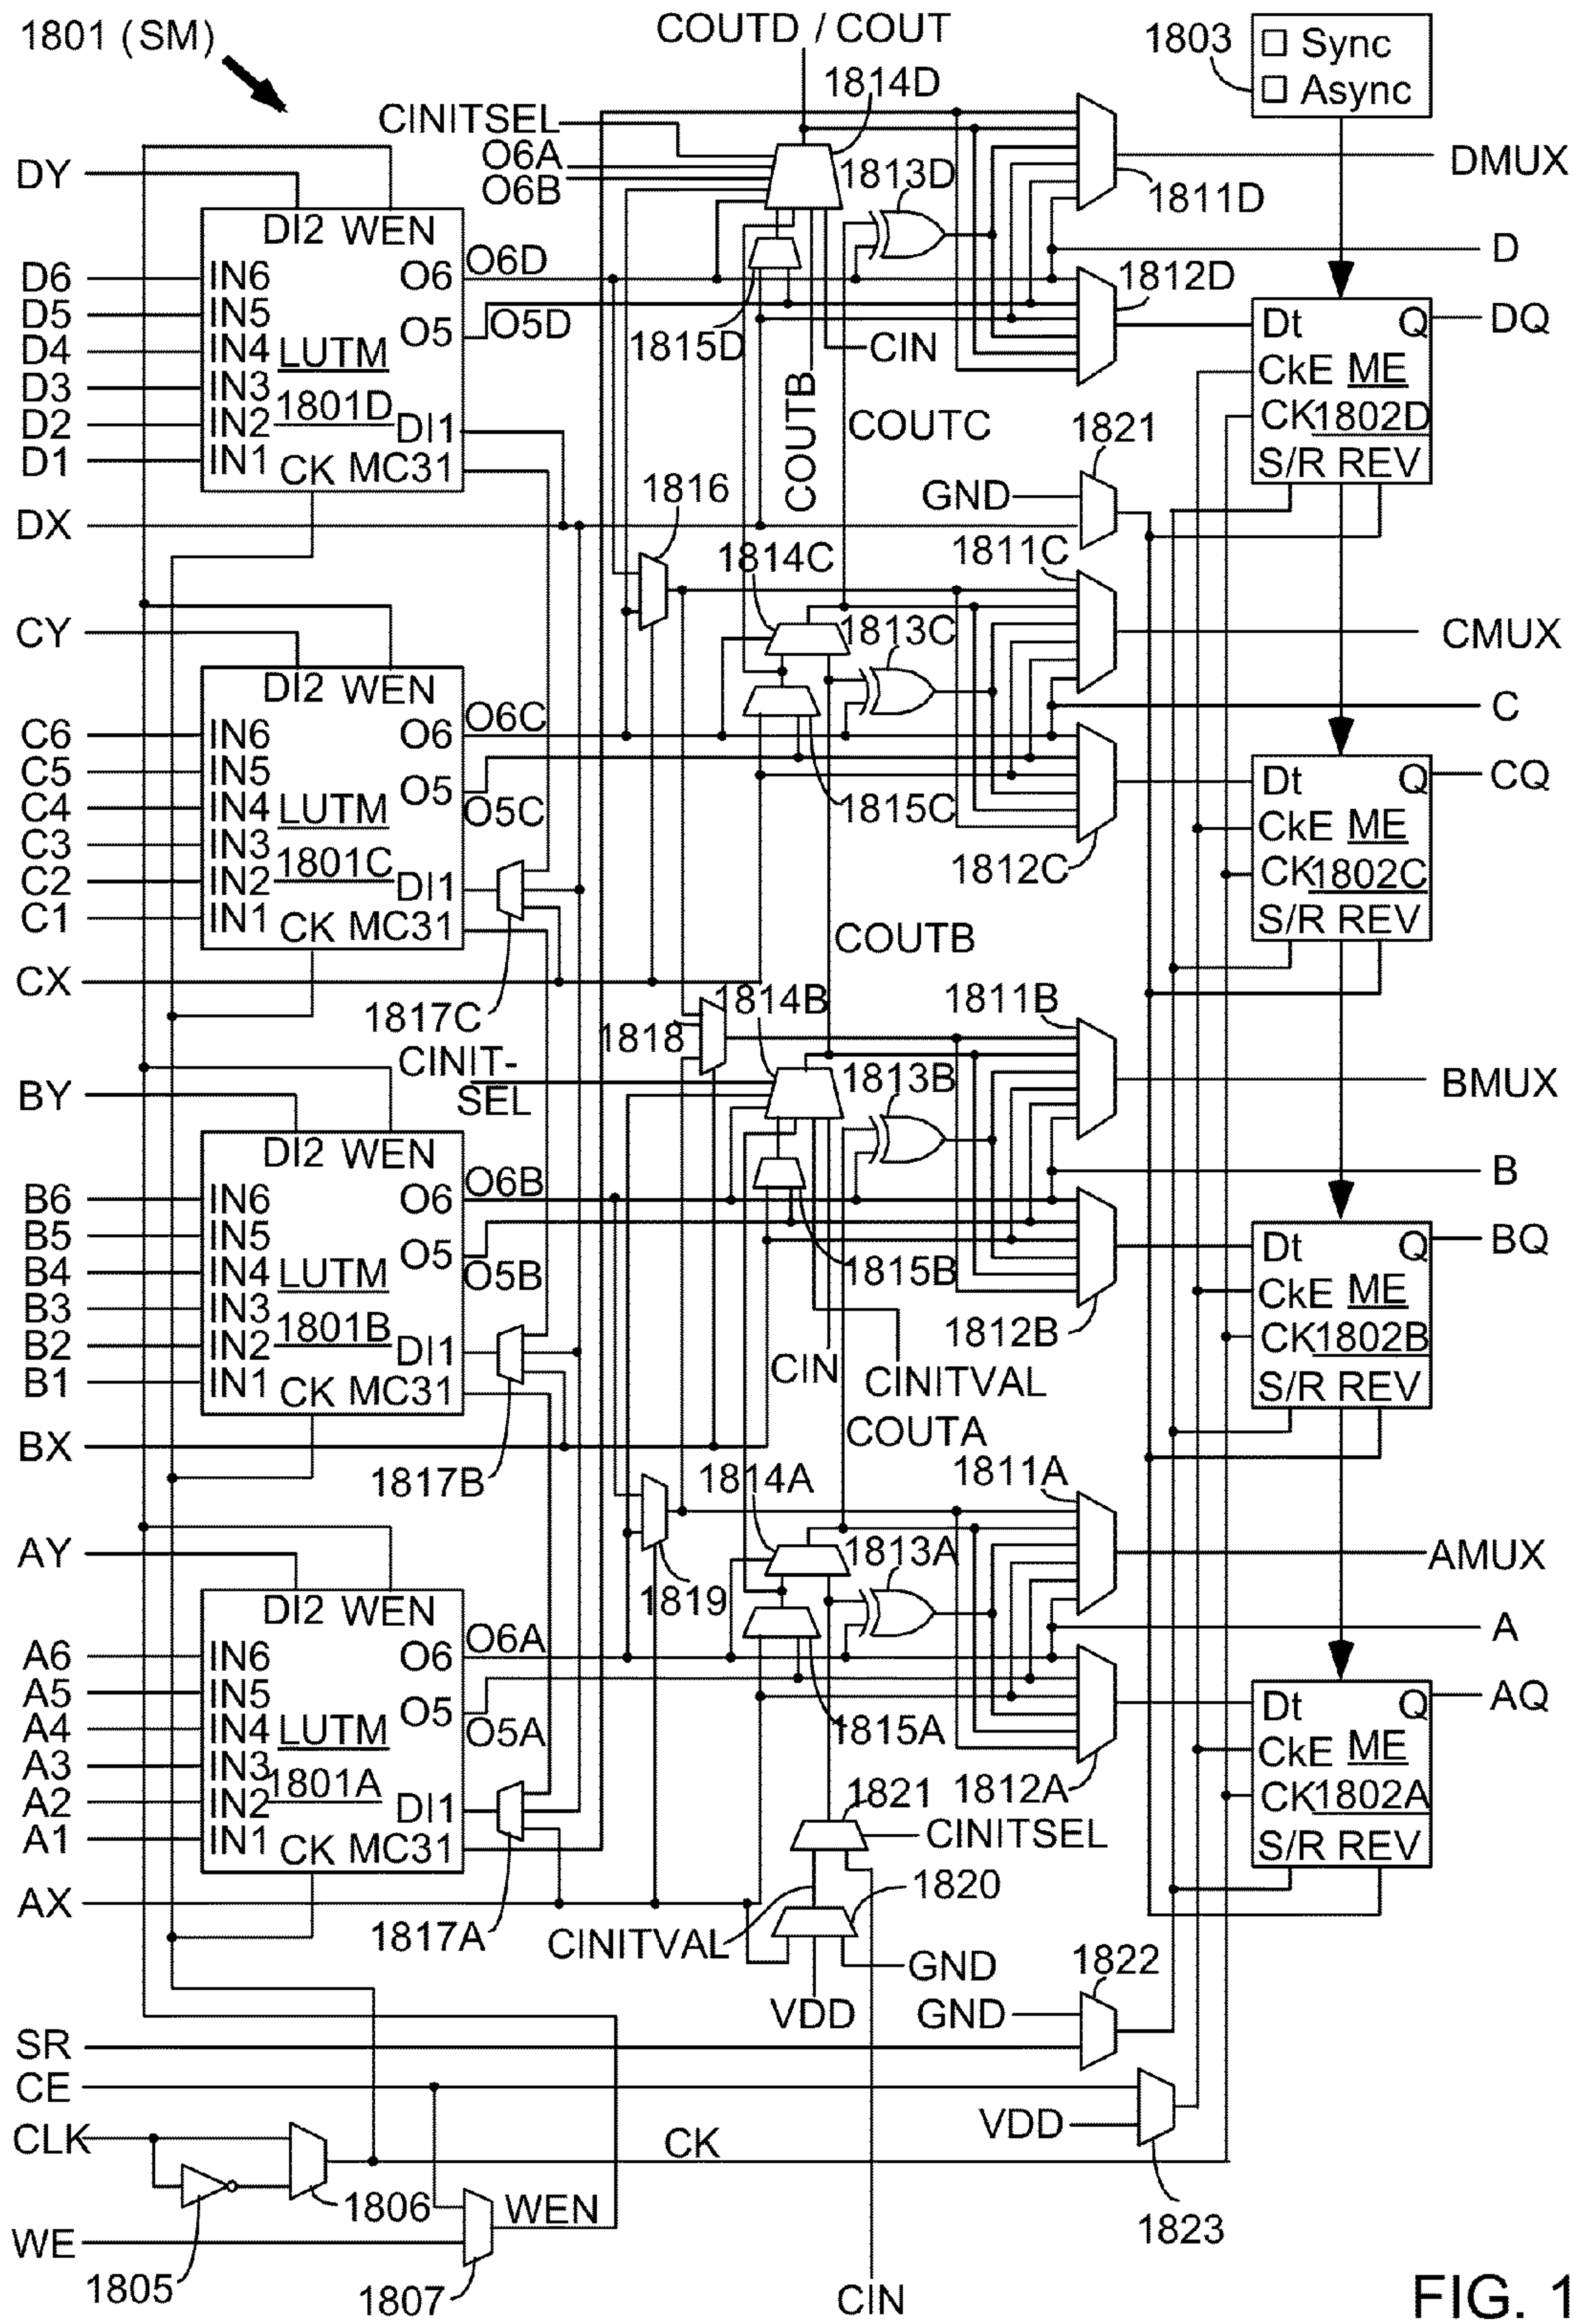 1801 (SM)
COUTD / COUT
1803
Sync
Async
1814D
CINITSEL
O6A
O6B
1813D
DMUX
1811D
DY
DI2 WEN
O6
O6D
D
1812D
D6
D5
D4
D3
D2
D1
IN6
IN5
IN4
IN3
IN2
IN1
O5
O5D
LUTM
1801D
DI1
CK MC31
1815D
CIN
COUTB
COUTC
Dt
Q
DQ
CkE ME
CK 1802D
S/R REV
1821
GND
1816
DX
1814C
1811C
CY
DI2 WEN
1813C
CMUX
C6
C5
C4
C3
C2
C1
IN6
IN5
IN4
IN3
IN2
IN1
O6
O6C
O5
O5C
LUTM
1801C
DI1
CK MC31
C
1815C
1812C
Dt
Q
CQ
CkE ME
CK 1802C
S/R REV
COUTB
CX
1817C
1818
1814B
1811B
CINIT-
SEL
1813B
BMUX
BY
DI2 WEN
B
B6
B5
B4
B3
B2
B1
IN6
IN5
IN4
IN3
IN2
IN1
O6
O6B
O5
O5B
LUTM
1801B
DI1
CK MC31
1815B
1812B
Dt
Q
BQ
CkE ME
CK 1802B
S/R REV
CIN
CINITVAL
COUTA
BX
1817B
1814A
1811A
AY
DI2 WEN
1813A
AMUX
1819
A
A6
A5
A4
A3
A2
A1
IN6
IN5
IN4
IN3
IN2
IN1
O6
O6A
O5
O5A
LUTM
1801A
DI1
CK MC31
1815A
1812A
Dt
Q
AQ
CkE ME
CK 1802A
S/R REV
1821
CINITSEL
1820
AX
1817A
CINITVAL
GND
VDD
1822
GND
SR
CE
VDD
CLK
CK
1806
WEN
1823
WE
1805
1807
CIN
FIG. 1